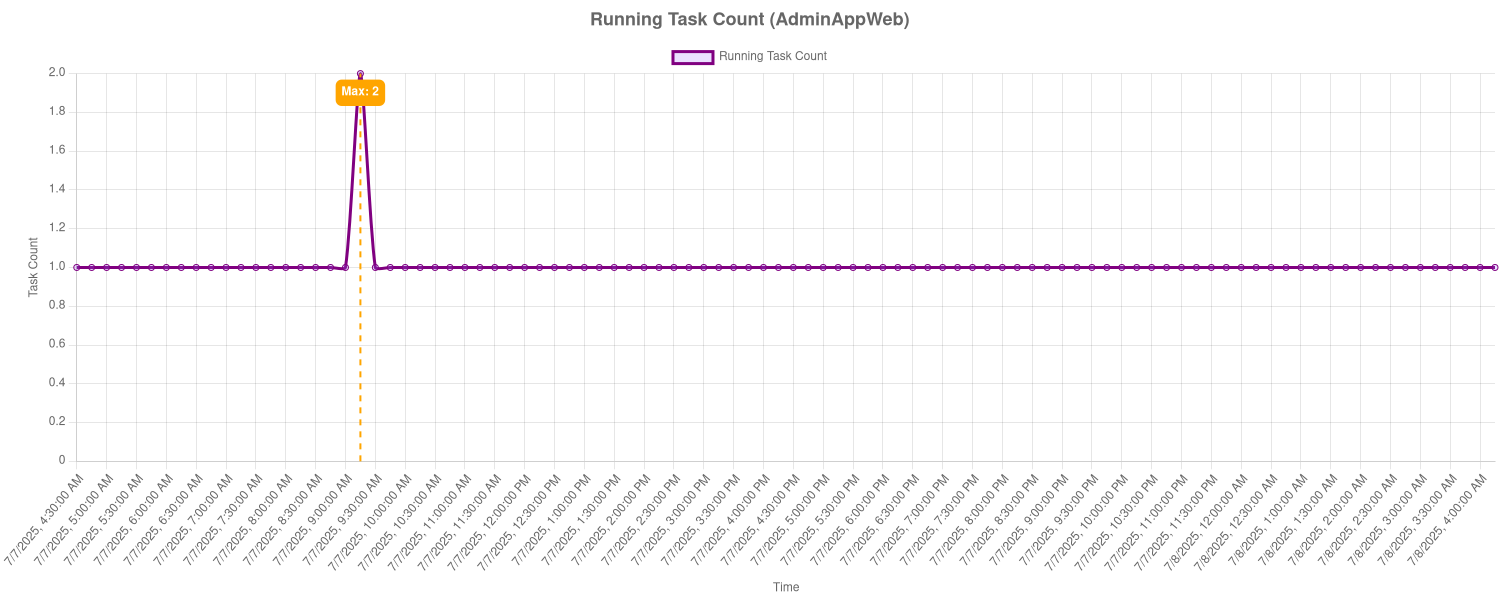 Running Task Count (AdminAppWeb)
Running Task Count
2.0
Max: 2
1.8
1.6
1.4
1.2
1.0
Task Count
0.8
0.6
0.4
0.2
0
7/7/2025, 4:30:00 AM
7/7/2025, 5:00:00 AM
7/7/2025, 5:30:00 AM
7/7/2025, 6:00:00 AM
7/7/2025, 6:30:00 AM
7/7/2025, 7:00:00 AM
7/7/2025, 7:30:00 AM
7/7/2025, 8:00:00 AM
7/7/2025, 8:30:00 AM
7/7/2025, 9:00:00 AM
7/7/2025, 9:30:00 AM
7/7/2025, 10:00:00 AM
7/7/2025, 10:30:00 AM
7/7/2025, 11:00:00 AM
7/7/2025, 11:30:00 AM
7/7/2025, 12:00:00 PM
7/7/2025, 12:30:00 PM
7/7/2025, 1:00:00 PM
7/7/2025, 1:30:00 PM
7/7/2025, 2:00:00 PM
7/7/2025, 2:30:00 PM
7/7/2025, 3:00:00 PM
7/7/2025, 3:30:00 PM
7/7/2025, 4:00:00 PM
7/7/2025, 4:30:00 PM
7/7/2025, 5:00:00 PM
7/7/2025, 5:30:00 PM
7/7/2025, 6:00:00 PM
7/7/2025, 6:30:00 PM
7/7/2025, 7:00:00 PM
7/7/2025, 7:30:00 PM
7/7/2025, 8:00:00 PM
7/7/2025, 8:30:00 PM
7/7/2025, 9:00:00 PM
7/7/2025, 9:30:00 PM
7/7/2025, 10:00:00 PM
7/7/2025, 10:30:00 PM
7/7/2025, 11:00:00 PM
7/7/2025, 11:30:00 PM
7/8/2025, 12:00:00 AM
7/8/2025, 12:30:00 AM
7/8/2025, 1:00:00 AM
7/8/2025, 1:30:00 AM
7/8/2025, 2:00:00 AM
7/8/2025, 2:30:00 AM
7/8/2025, 3:00:00 AM
7/8/2025, 3:30:00 AM
7/8/2025, 4:00:00 AM
Time